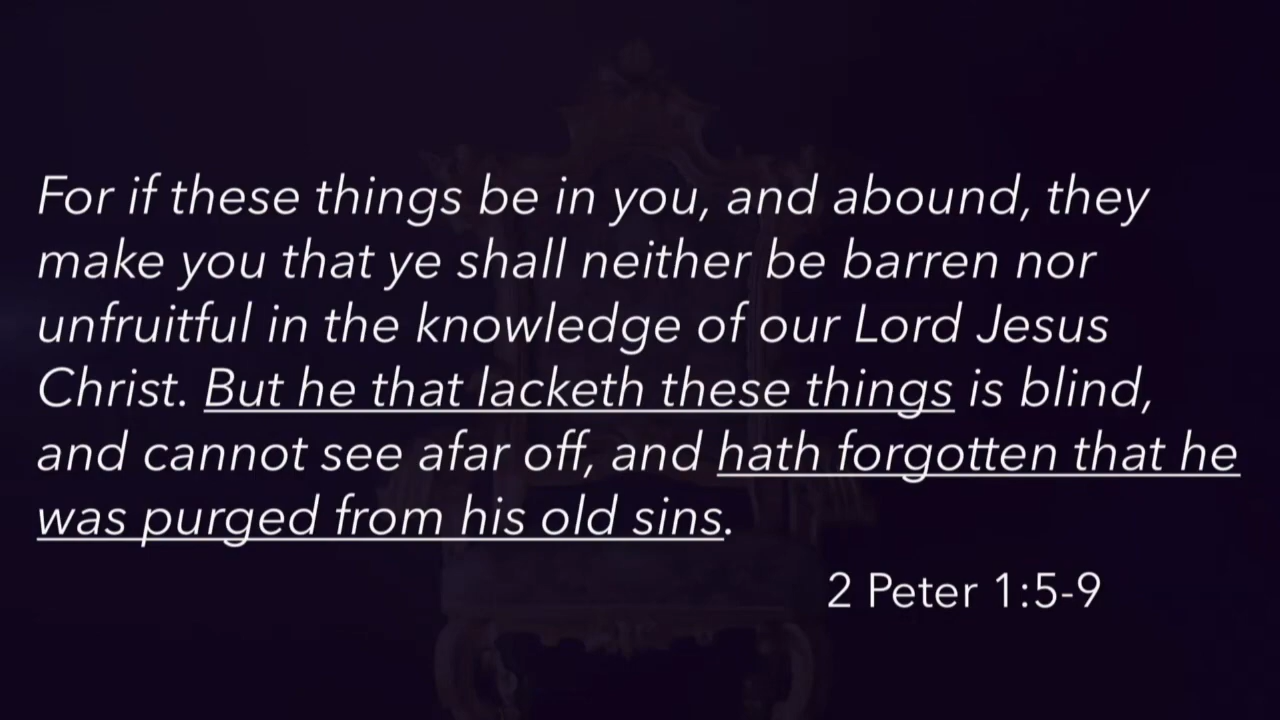 For if these things be in you, and abound, they
make you that ye shall neither be barren nor
unfruitful in the knowledge of our Lord Jesus
Christ. But he that lacketh these things is blind,
and cannot see afar off, and hath forgotten that he
was purged from his old sins.
2 Peter 1:5-9